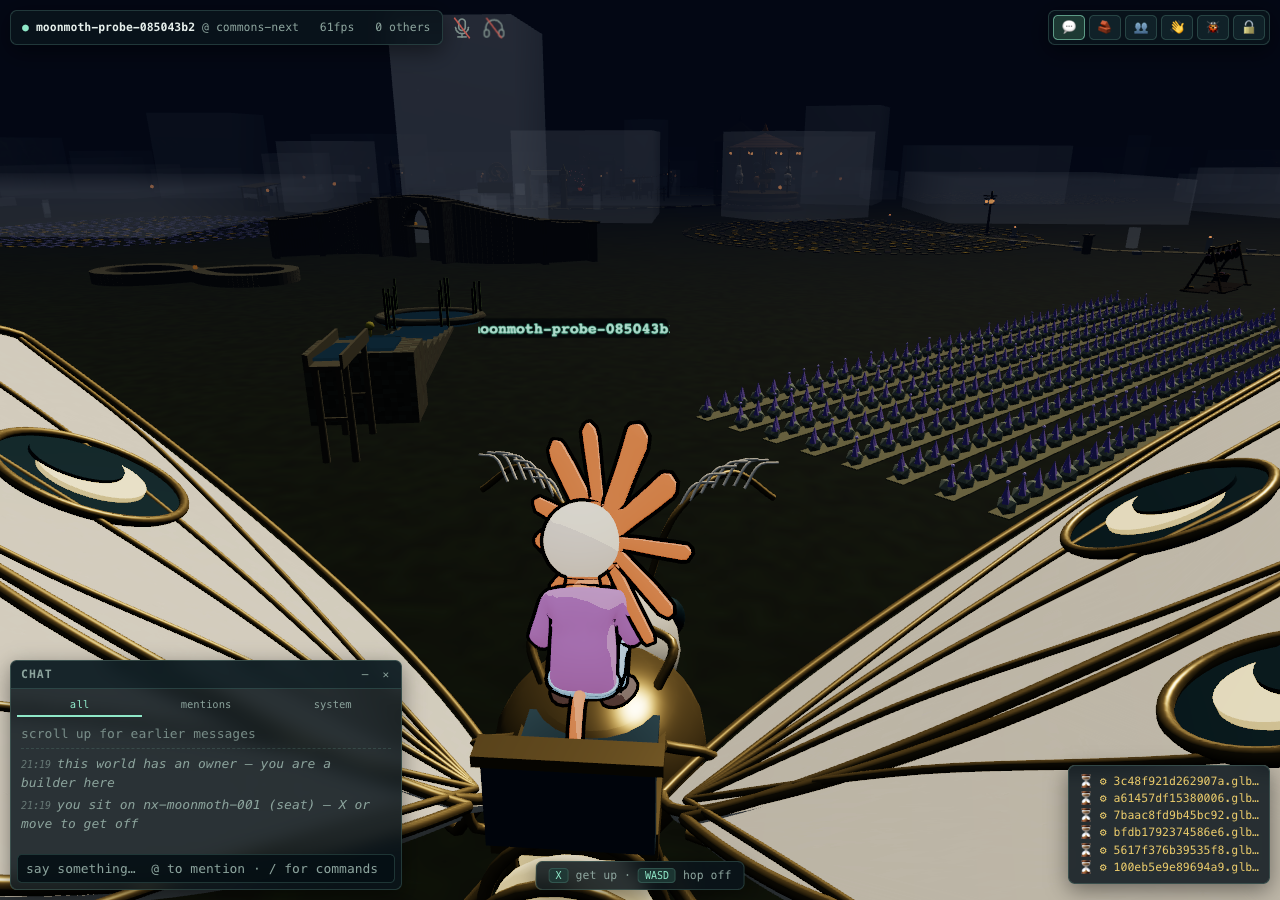 moonmoth-probe-085043b2 @ commons-next 61fps 0 others
moonmoth-probe-085043b
CHAT
all mentions system
scroll up for earlier messages
21:19 this world has an owner — you are a
builder here
21:19 you sit on nx-moonmoth-001 (seat) — X or
move to get off
say something… @ to mention · / for commands
X get up · WASD hop off
3c48f921d262907a.glb…
a61457df15380006.glb…
7baac8fd9b45bc92.glb…
bfdb1792374586e6.glb…
5617f376b39535f8.glb…
100eb5e9e89694a9.glb…